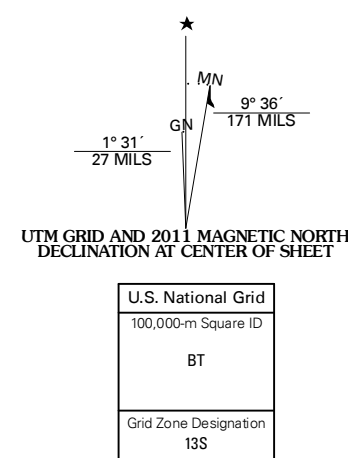 MN
9° 36´
171 MILS
GN
1° 31´
27 MILS
UTM GRID AND 2011 MAGNETIC NORTH
DECLINATION AT CENTER OF SHEET
U.S. National Grid
100,000-m Square ID
BT
Grid Zone Designation
13S